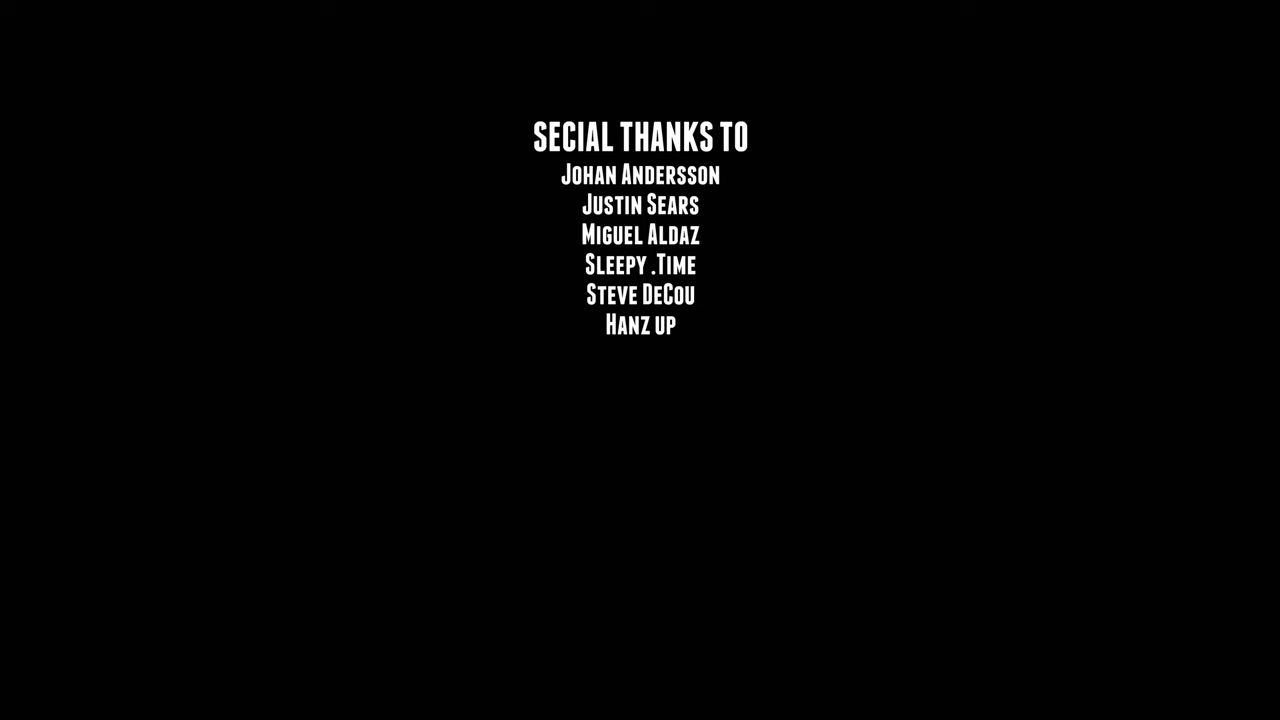 SECIAL THANKS TO
Johan Andersson
Justin Sears
Miguel Aldaz
Sleepy .Time
Steve DeCou
Hanz up